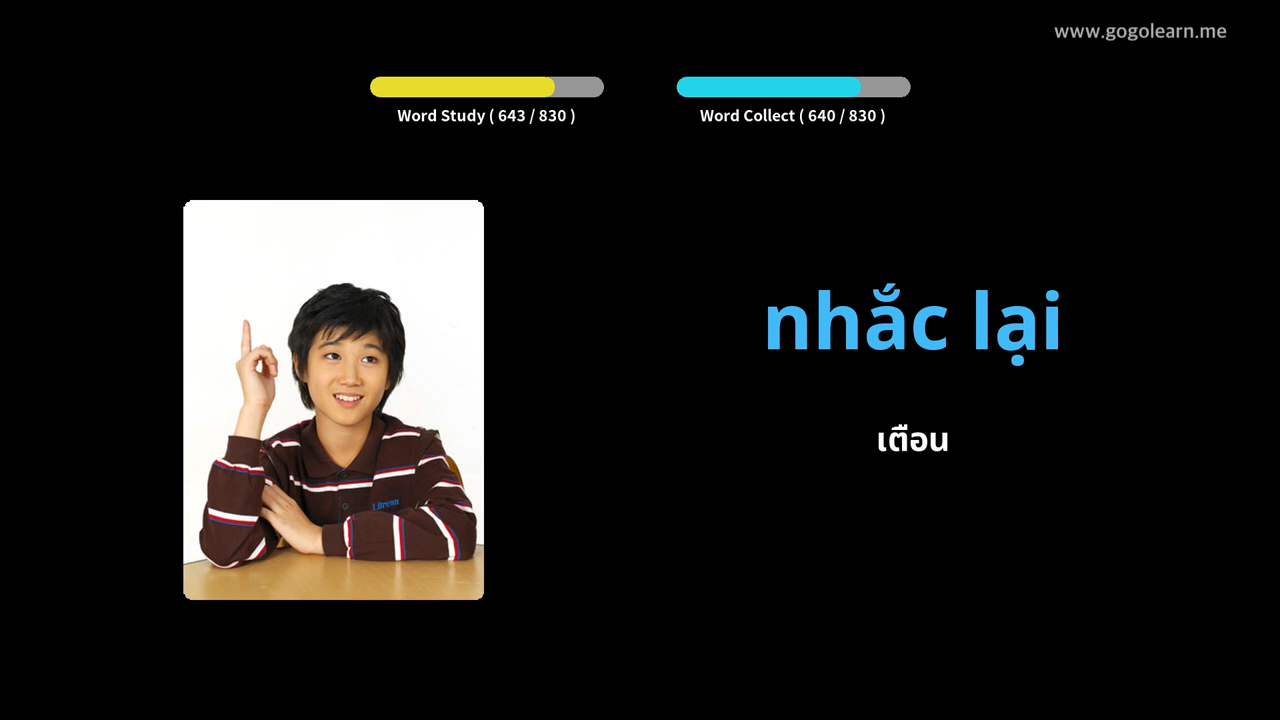 www.gogolearn.me
Word Study ( 643 / 830 )
Word Collect ( 640 / 830 )
nhắc lại
เตือน